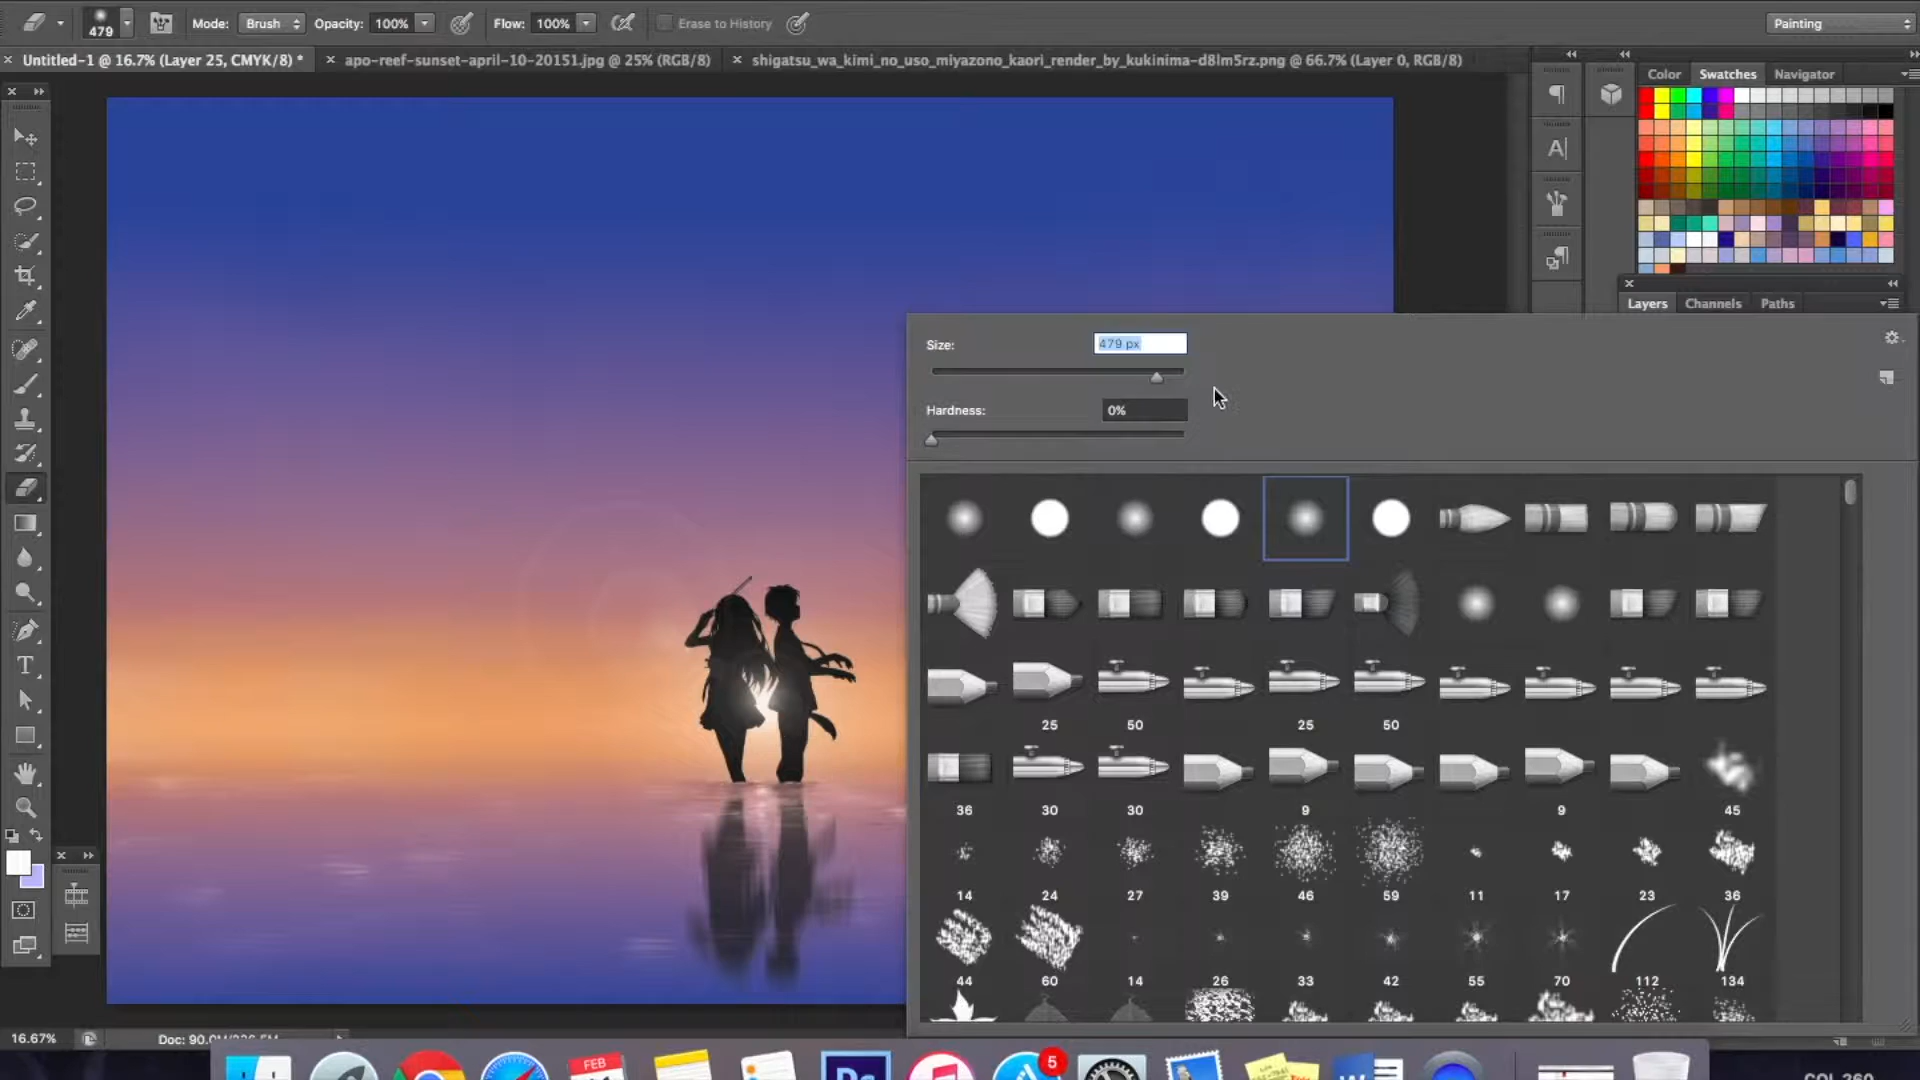 479 Mode: Brush Opacity: 100% Flow: 100% Erase to History Painting
Untitled-1 @ 16.7% (Layer 25, CMYK/8) * apo-reef-sunset-april-10-20151.jpg @ 25% (RGB/8) shigatsu_wa_kimi_no_uso_miyazono_kaori_render_by_kukinima-d8lm5rz.png @ 66.7% (Layer 0, RGB/8)
Color Swatches Navigator
Layers Channels Paths
Size: 479 px
Hardness: 0%
25 50 25 50
36 30 30 9 9 45
14 24 27 39 46 59 11 17 23 36
44 60 14 26 33 42 55 70 112 134
16.67% Doc:
FEB
5
Ps
W